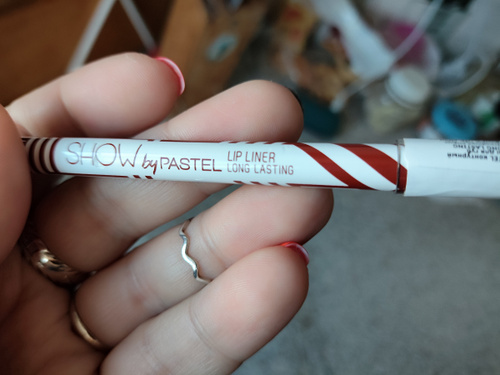 SHOW by PASTEL
LIP LINER
LONG LASTING